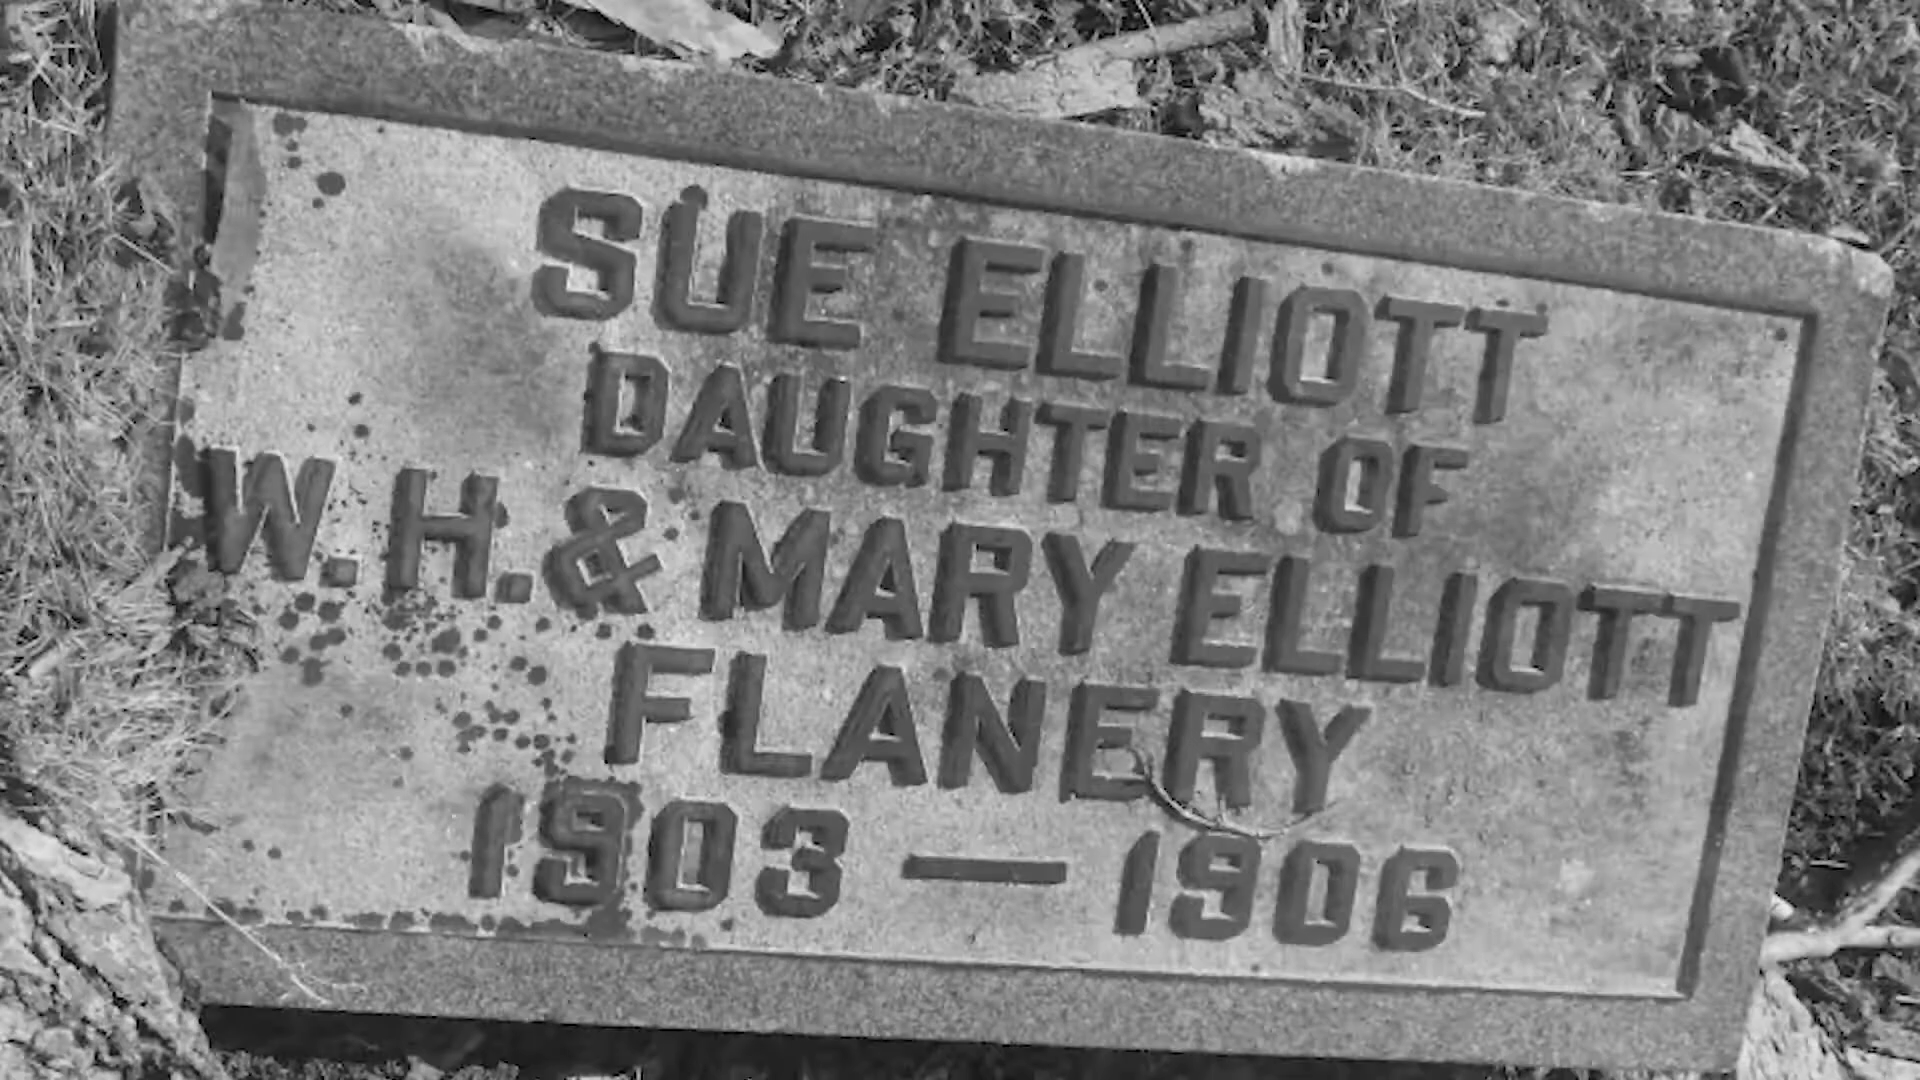 SUE ELLIOTT
DAUGHTER OF
W.H.& MARY ELLIOTT
FLANERY
1903 — 1906